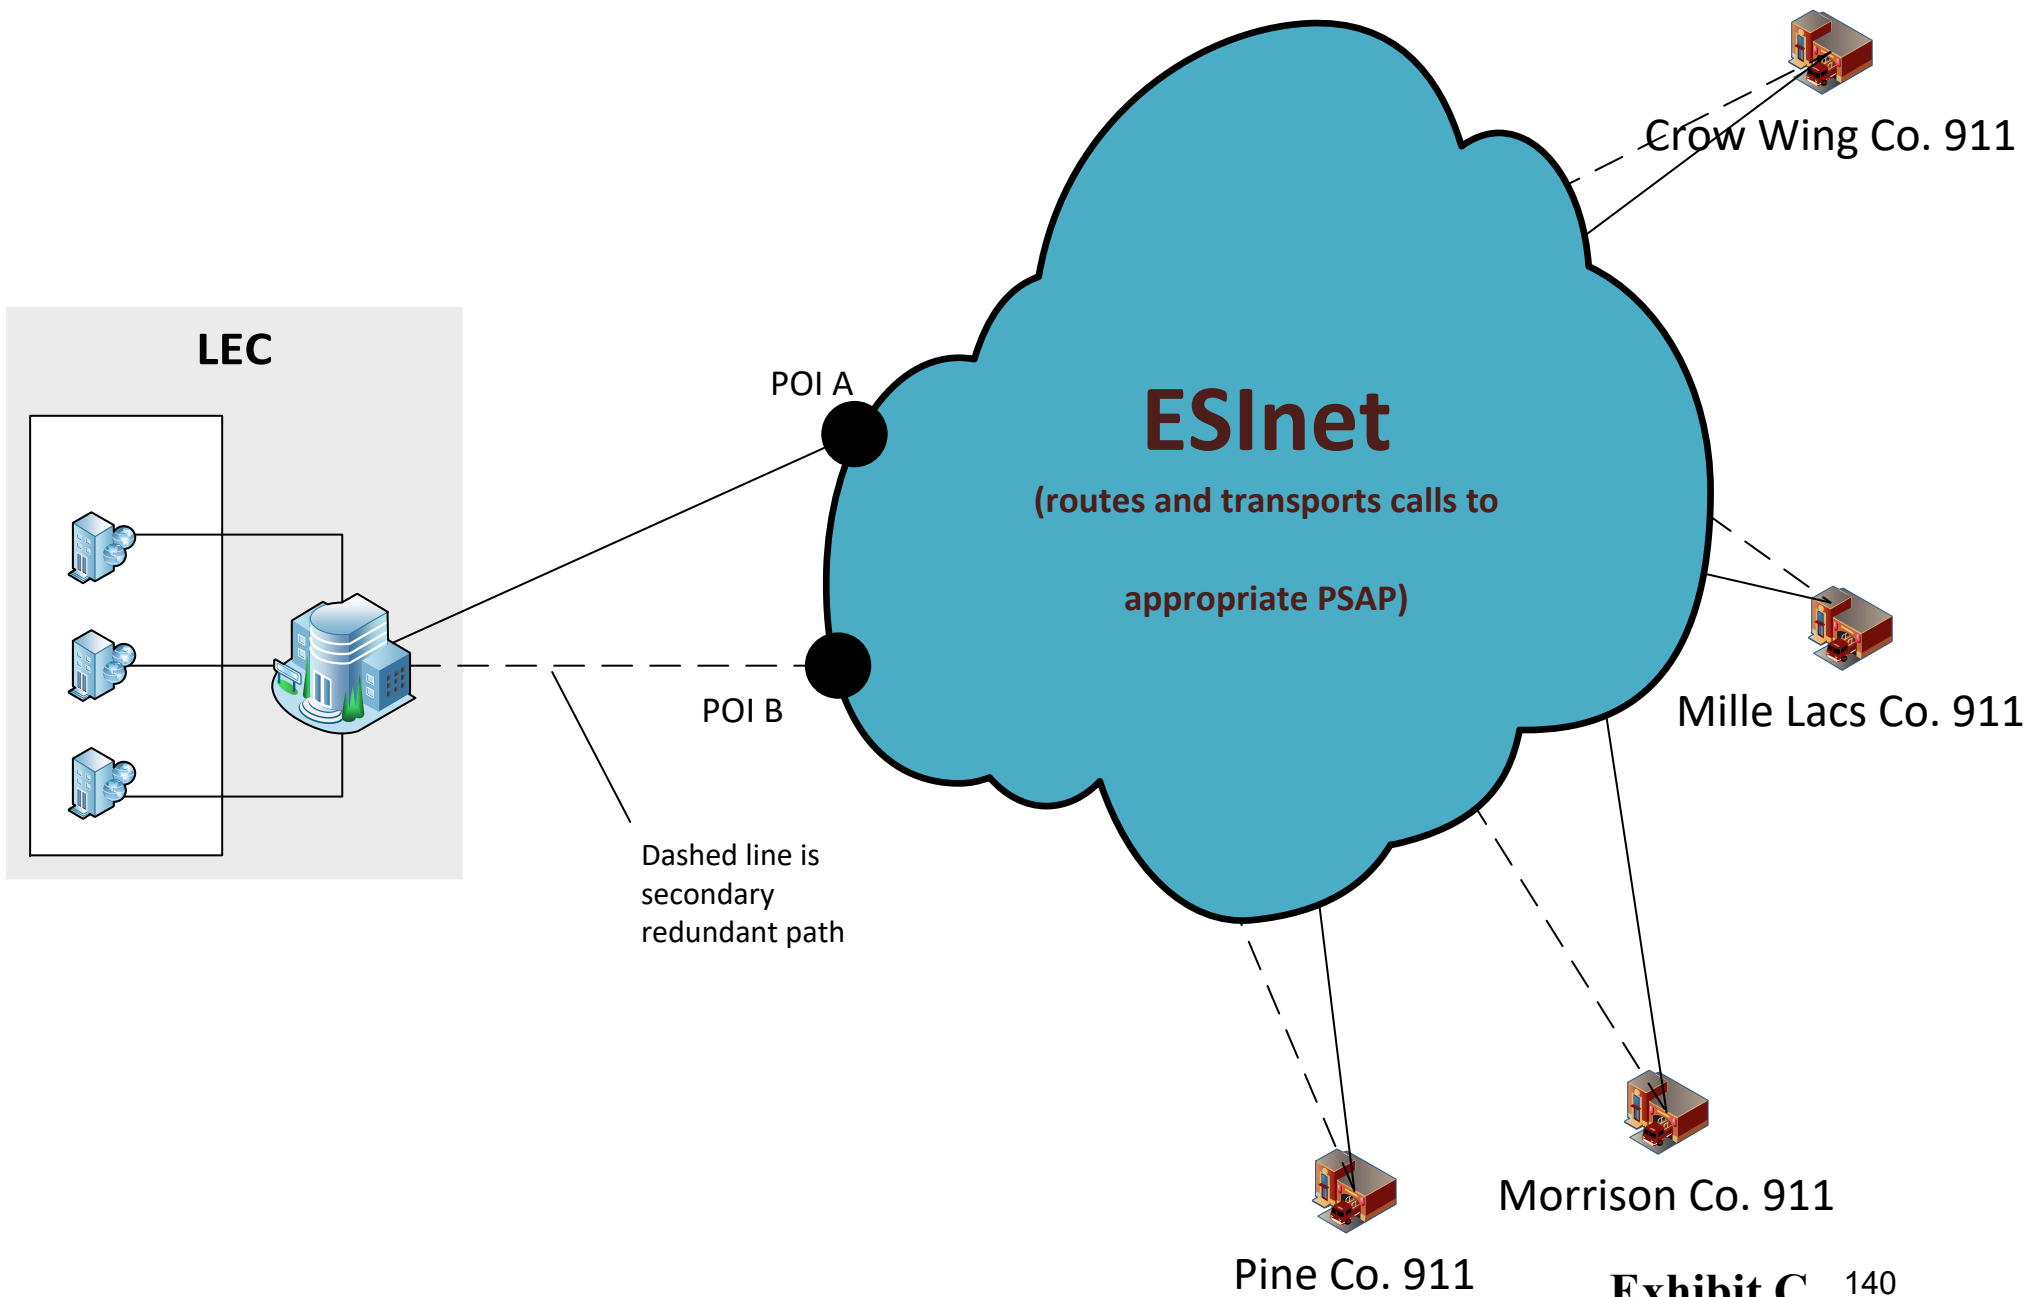 Crow Wing Co. 911
LEC
POI A
ESInet
(routes and transports calls to
appropriate PSAP)
POI B
Mille Lacs Co. 911
Dashed line is
secondary
redundant path
Morrison Co. 911
Pine Co. 911
Exhibit C 140